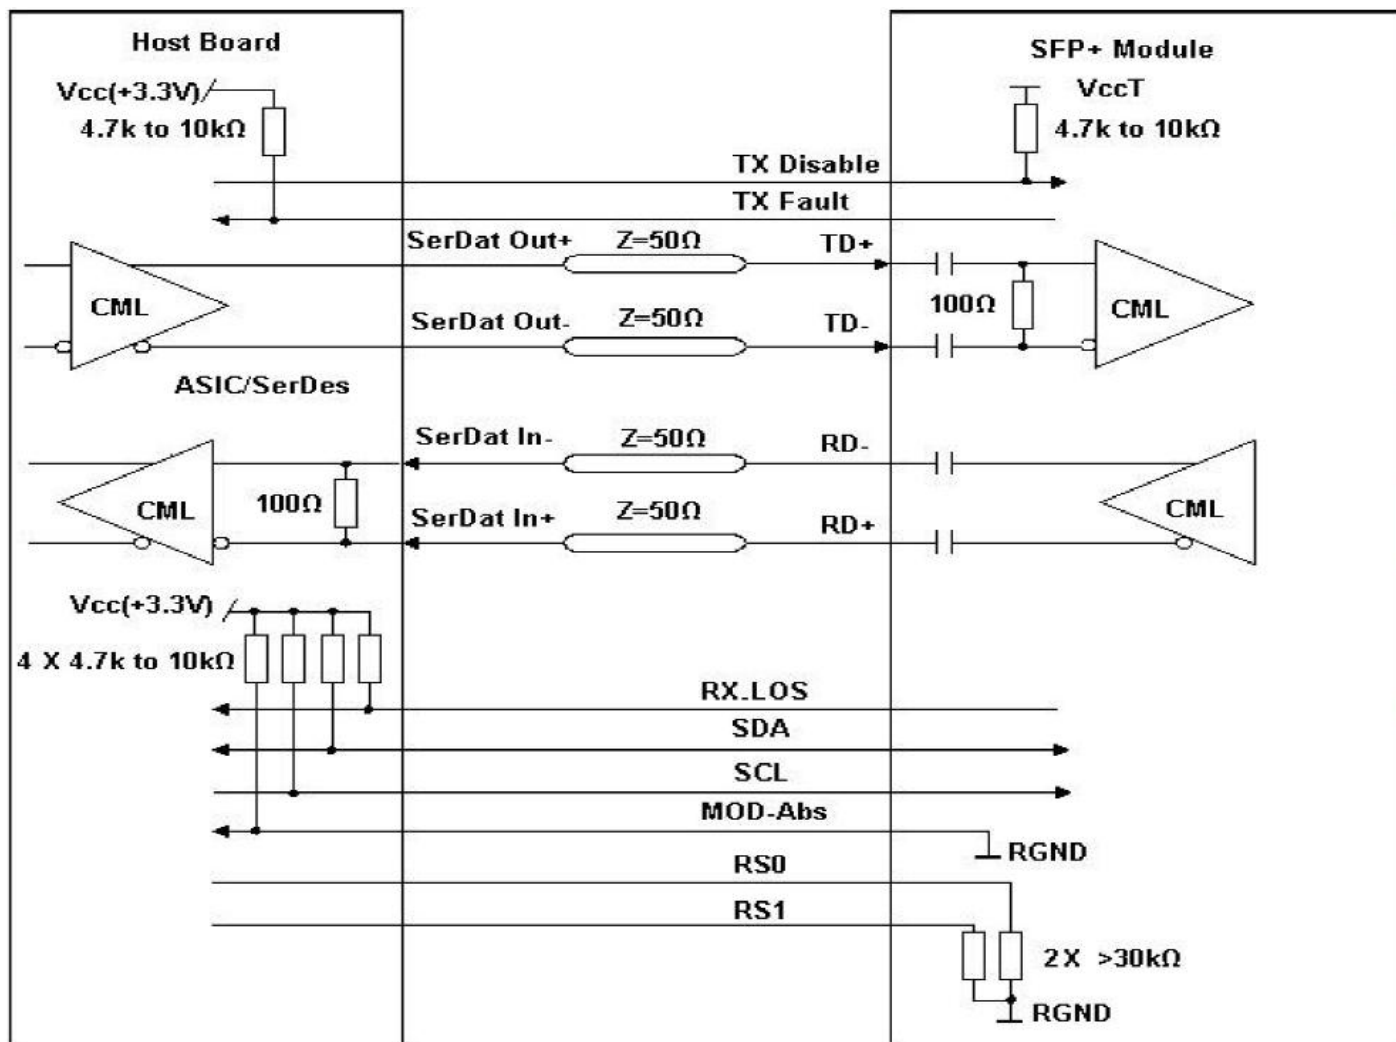 Host Board
SFP+ Module
Vcc(+3.3V)
VccT
4.7k to 10kΩ
4.7k to 10kΩ
TX Disable
TX Fault
SerDat Out+
Z=50Ω
TD+
CML
100Ω
CML
SerDat Out-
Z=50Ω
TD-
ASIC/SerDes
SerDat In-
Z=50Ω
RD-
CML
100Ω
SerDat In+
Z=50Ω
RD+
CML
Vcc(+3.3V)
4 X 4.7k to 10kΩ
RX.LOS
SDA
SCL
MOD-Abs
RGND
RS0
RS1
2X >30kΩ
RGND